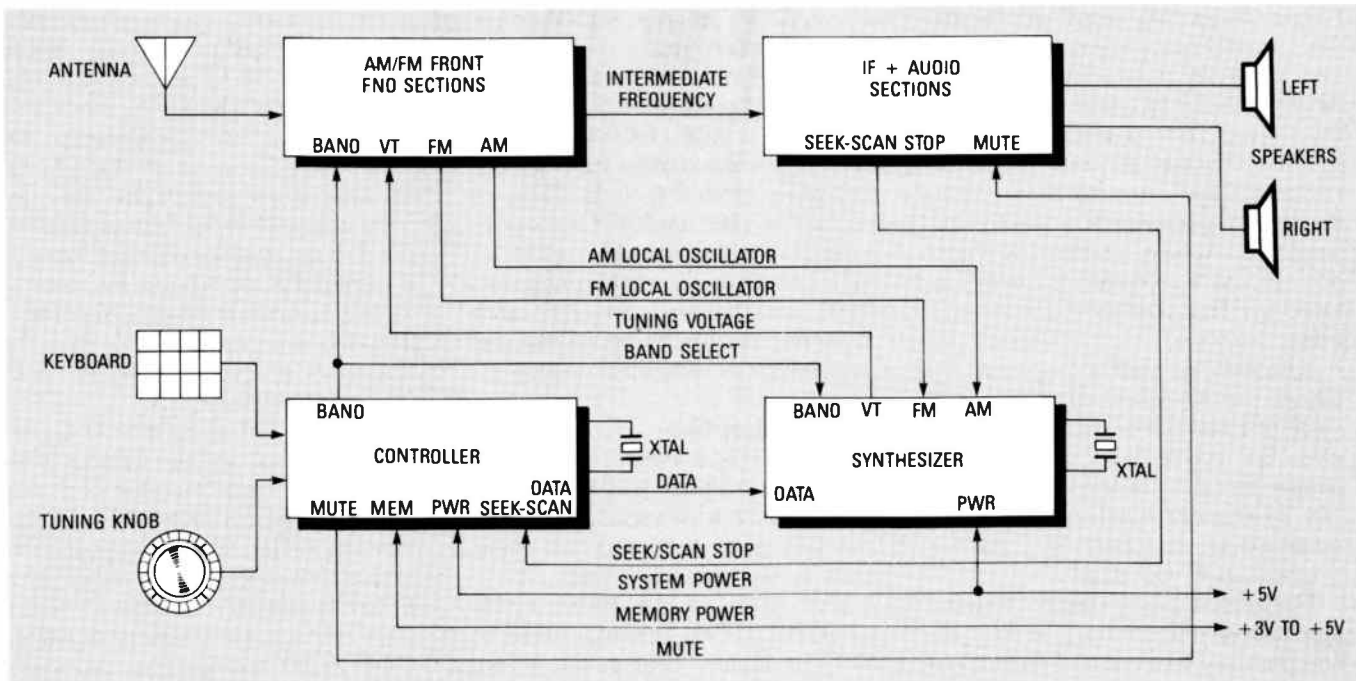 ANTENNA
AM/FM FRONT
FNO SECTIONS
BANO VT FM AM
INTERMEDIATE
FREQUENCY
IF + AUDIO
SECTIONS
SEEK-SCAN STOP MUTE
LEFT
SPEAKERS
RIGHT
AM LOCAL OSCILLATOR
FM LOCAL OSCILLATOR
TUNING VOLTAGE
BAND SELECT
KEYBOARD
BANO
CONTROLLER
OATA
MUTE MEM PWR SEEK-SCAN
XTAL
DATA
BANO VT FM AM
SYNTHESIZER
OATA
PWR
XTAL
TUNING KNOB
SEEK/SCAN STOP
SYSTEM POWER
MEMORY POWER
MUTE
+5V
+3V TO +5V